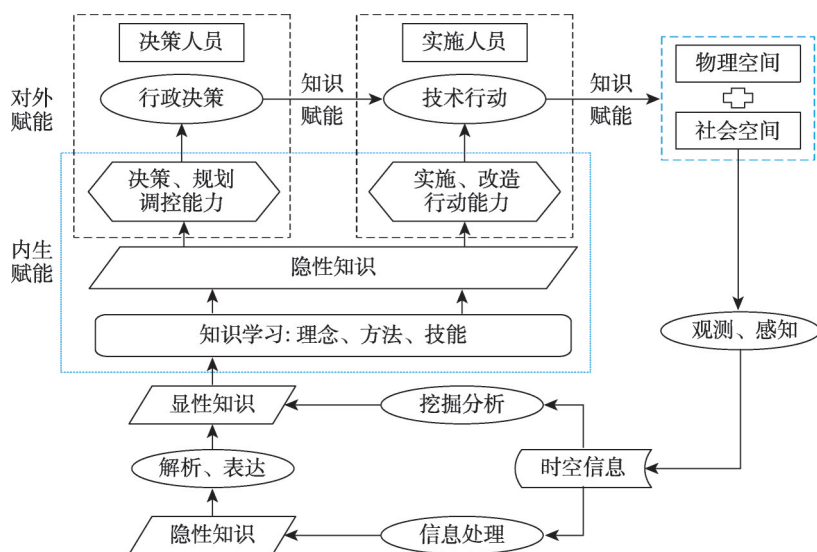 决策人员
实施人员
物理空间
社会空间
对外
赋能
行政决策
知识
赋能
技术行动
知识
赋能
决策、规划
调控能力
实施、改造
行动能力
内生
赋能
隐性知识
知识学习: 理念、方法、技能
观测、感知
显性知识
挖掘分析
解析、表达
时空信息
隐性知识
信息处理